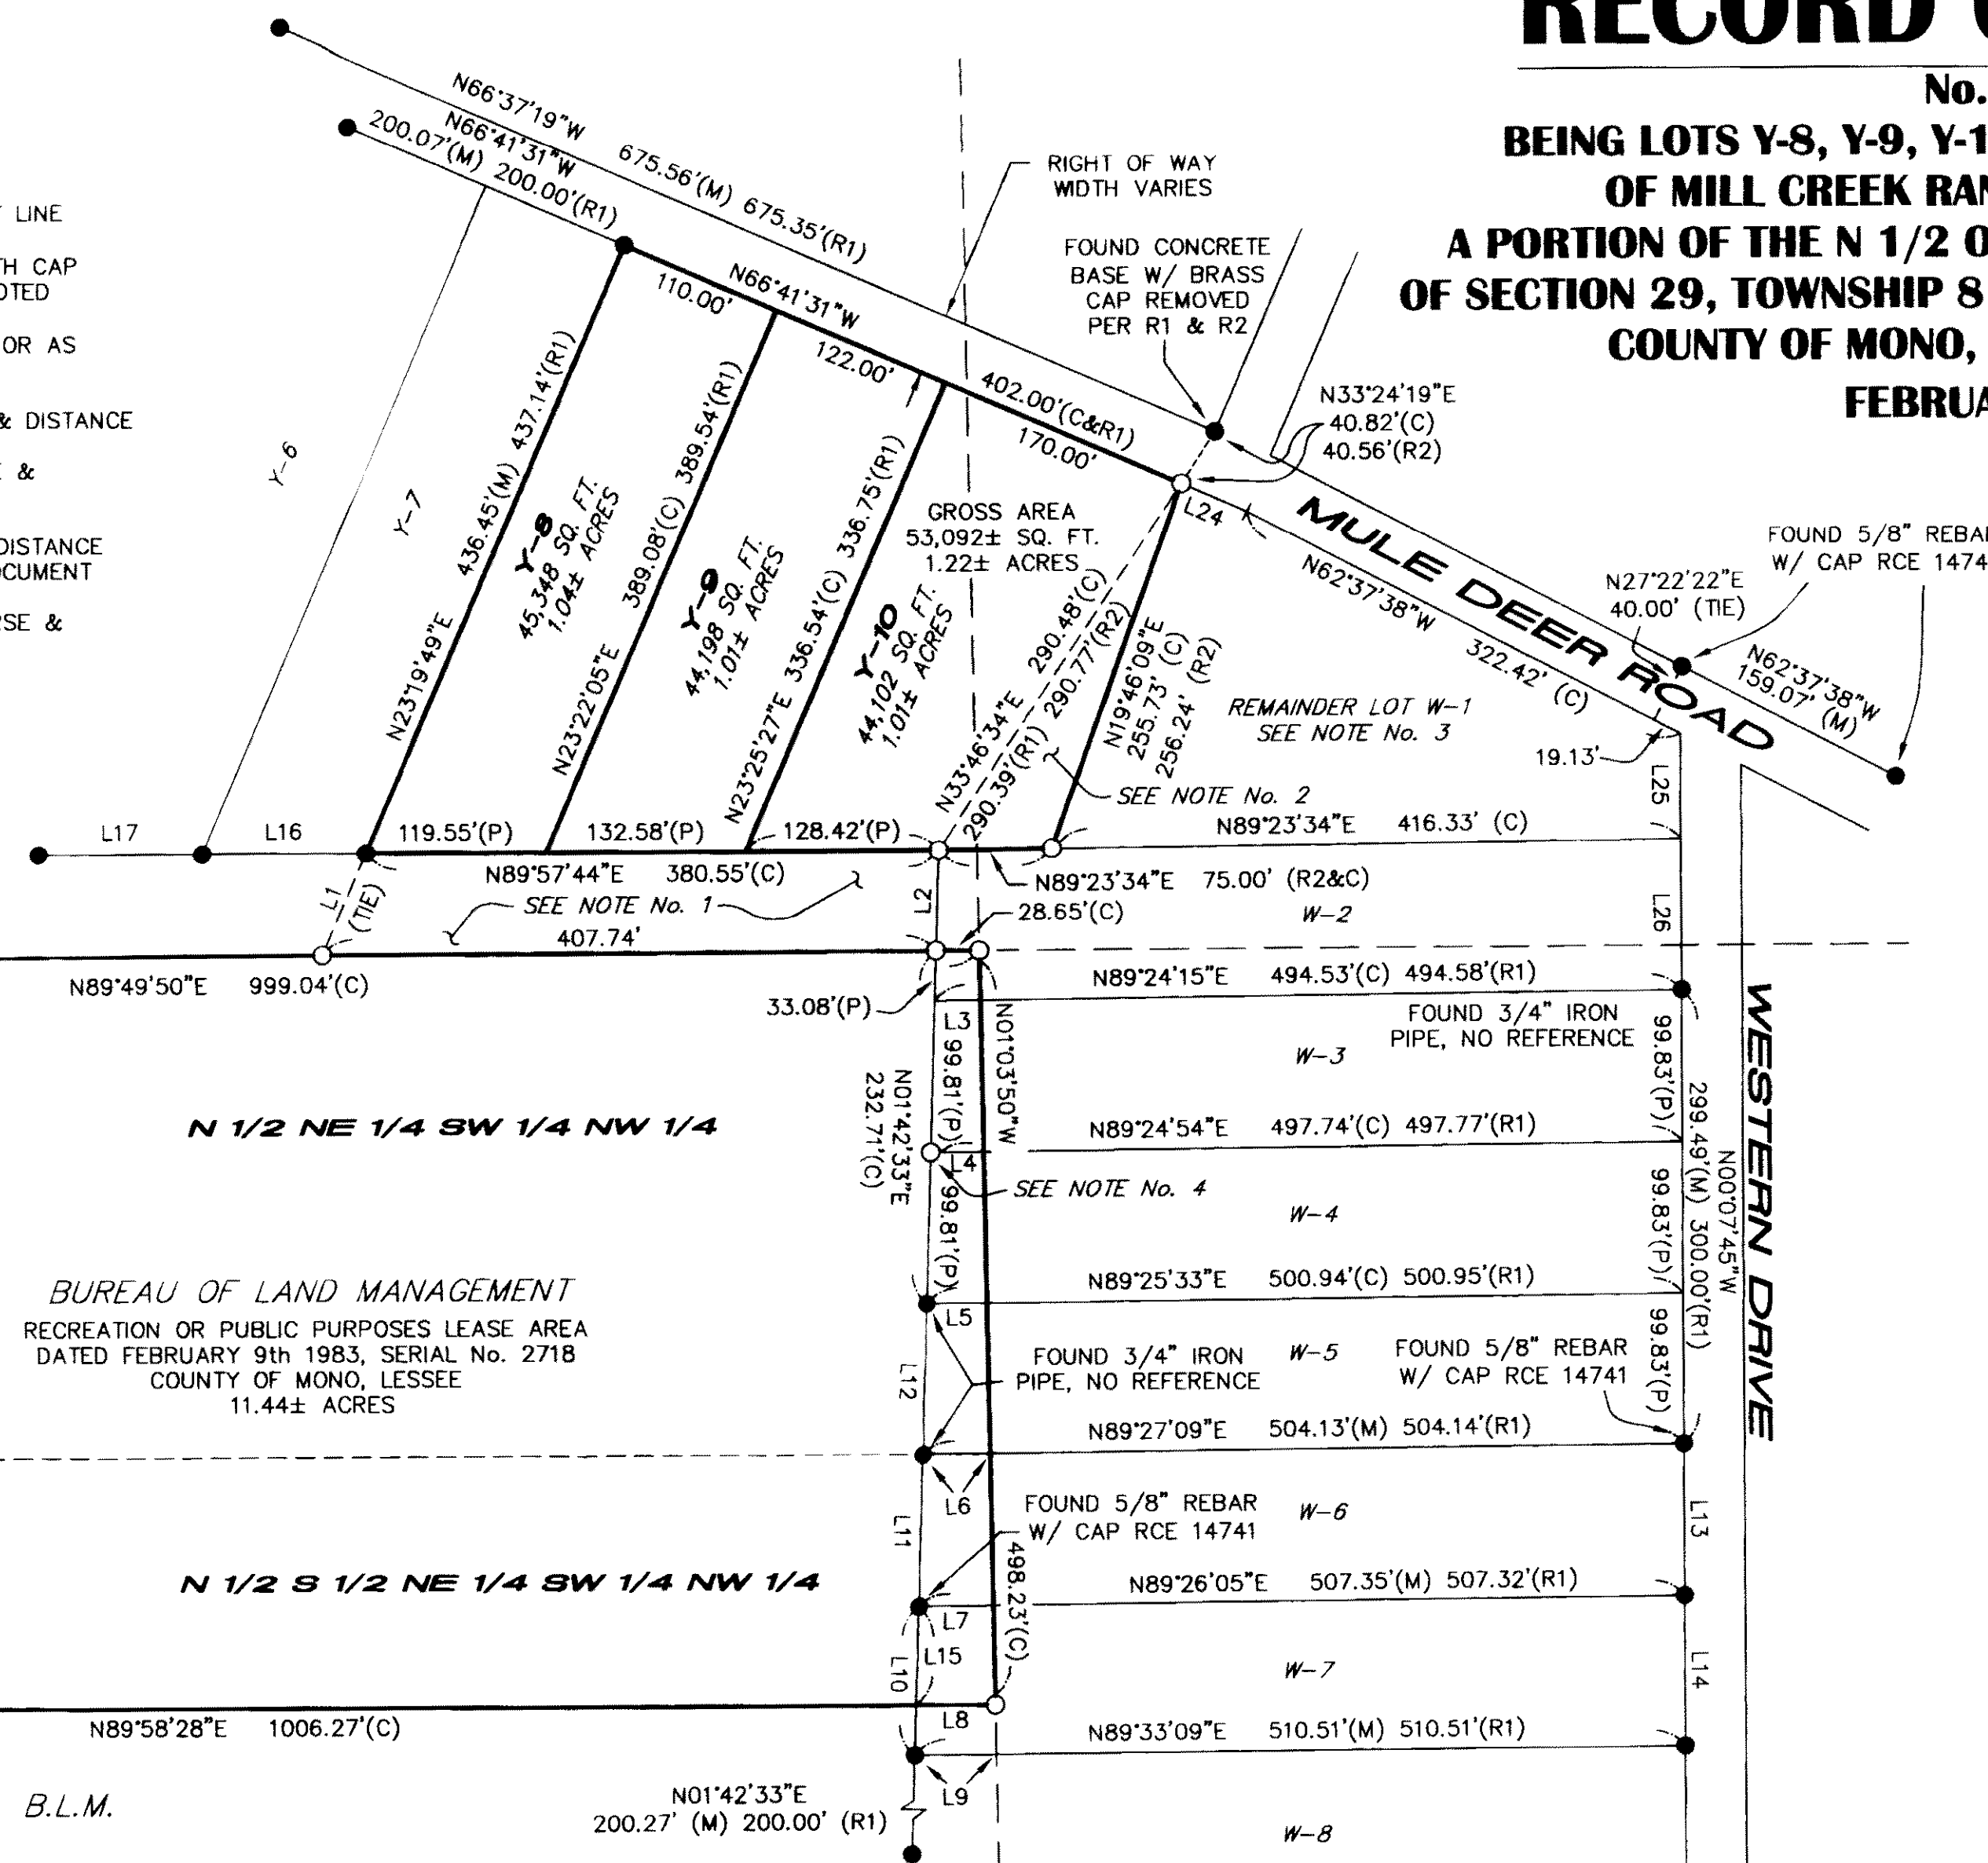 RECORD
No.
BEING LOTS Y-8, Y-9, Y-1
OF MILL CREEK RAN
A PORTION OF THE N 1/2 O
OF SECTION 29, TOWNSHIP 8
COUNTY OF MONO,
FEBRUA
LINE
TH CAP
OTED
OR AS
& DISTANCE
&
DISTANCE
OCUMENT
RSE &
N66°37'19"W
675.56'(M) 675.35'(R1)
N66°41'31"W
200.07'(M) 200.00'(R1)
RIGHT OF WAY
WIDTH VARIES
FOUND CONCRETE
BASE W/ BRASS
CAP REMOVED
PER R1 & R2
N66°41'31"W
110.00'
122.00'
402.00'(C&R1)
170.00'
N33°24'19"E
40.82'(C)
40.56'(R2)
L24
MULE DEER ROAD
N62°37'38"W
322.42' (C)
FOUND 5/8" REBAR
W/ CAP RCE 1474
N27°22'22"E
40.00' (TIE)
N62°37'38"W
159.07' (M)
19.13'
Y-6
Y-7
N23°19'49"E 436.45'(M) 437.14'(R1)
Y-8
45,348 SQ. FT.
1.04± ACRES
N23°22'05"E 389.08'(C) 389.54'(R1)
Y-9
44,198 SQ. FT.
1.01± ACRES
N23°25'27"E 336.54'(C) 336.75'(R1)
Y-10
44,102 SQ. FT.
1.01± ACRES
GROSS AREA
53,092± SQ. FT.
1.22± ACRES
N33°46'34"E 290.48'(C)
290.39'(R1) 290.77'(R2)
N19°46'09"E
255.73' (C)
256.24' (R2)
REMAINDER LOT W-1
SEE NOTE No. 3
SEE NOTE No. 2
L25
L17
L16
119.55'(P)
132.58'(P)
128.42'(P)
N89°23'34"E 416.33' (C)
N89°57'44"E 380.55'(C)
N89°23'34"E 75.00' (R2&C)
L1
(TIE)
SEE NOTE No. 1
L2
28.65'(C)
W-2
L26
407.74'
N89°49'50"E 999.04'(C)
33.08'(P)
N89°24'15"E 494.53'(C) 494.58'(R1)
L3
N01°03'50"W
FOUND 3/4" IRON
PIPE, NO REFERENCE
99.81'(P)
W-3
99.83'(P)
WESTERN DRIVE
N01°42'33"E
232.71'(C)
N 1/2 NE 1/4 SW 1/4 NW 1/4
N89°24'54"E 497.74'(C) 497.77'(R1)
L4
SEE NOTE No. 4
99.81'(P)
W-4
99.83'(P)
299.49'(M) 300.00'(R1)
N00°07'45"W
BUREAU OF LAND MANAGEMENT
RECREATION OR PUBLIC PURPOSES LEASE AREA
DATED FEBRUARY 9th 1983, SERIAL No. 2718
COUNTY OF MONO, LESSEE
11.44± ACRES
N89°25'33"E 500.94'(C) 500.95'(R1)
L5
L12
FOUND 3/4" IRON
PIPE, NO REFERENCE
W-5
FOUND 5/8" REBAR
W/ CAP RCE 14741
99.83'(P)
N89°27'09"E 504.13'(M) 504.14'(R1)
L6
L11
FOUND 5/8" REBAR
W/ CAP RCE 14741
W-6
L13
N 1/2 S 1/2 NE 1/4 SW 1/4 NW 1/4
498.23'(C)
N89°26'05"E 507.35'(M) 507.32'(R1)
L7
L15
L10
W-7
L14
N89°58'28"E 1006.27'(C)
L8
N89°33'09"E 510.51'(M) 510.51'(R1)
L9
B.L.M.
N01°42'33"E
200.27' (M) 200.00' (R1)
W-8